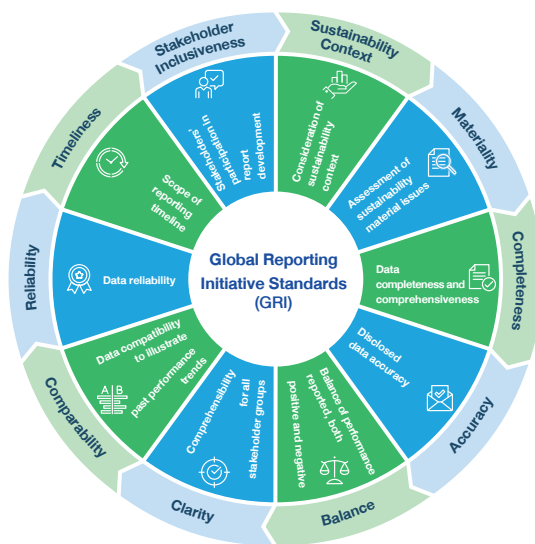 Global Reporting
Initiative Standards
(GRI)
Stakeholder
Inclusiveness
Stakeholders'
participation in
report
development
Sustainability
Context
Consideration of
sustainability
context
Materiality
Assessment of
sustainability
material issues
Completeness
Data
completeness and
comprehensiveness
Accuracy
Disclosed
data accuracy
Balance
Balance of performance
reported, both
positive and negative
Clarity
Comprehensibility
for all
stakeholder groups
Comparability
Data compatibility
to illustrate
past performance
trends
A B
Reliability
Data reliability
Timeliness
Scope of
reporting
timeline